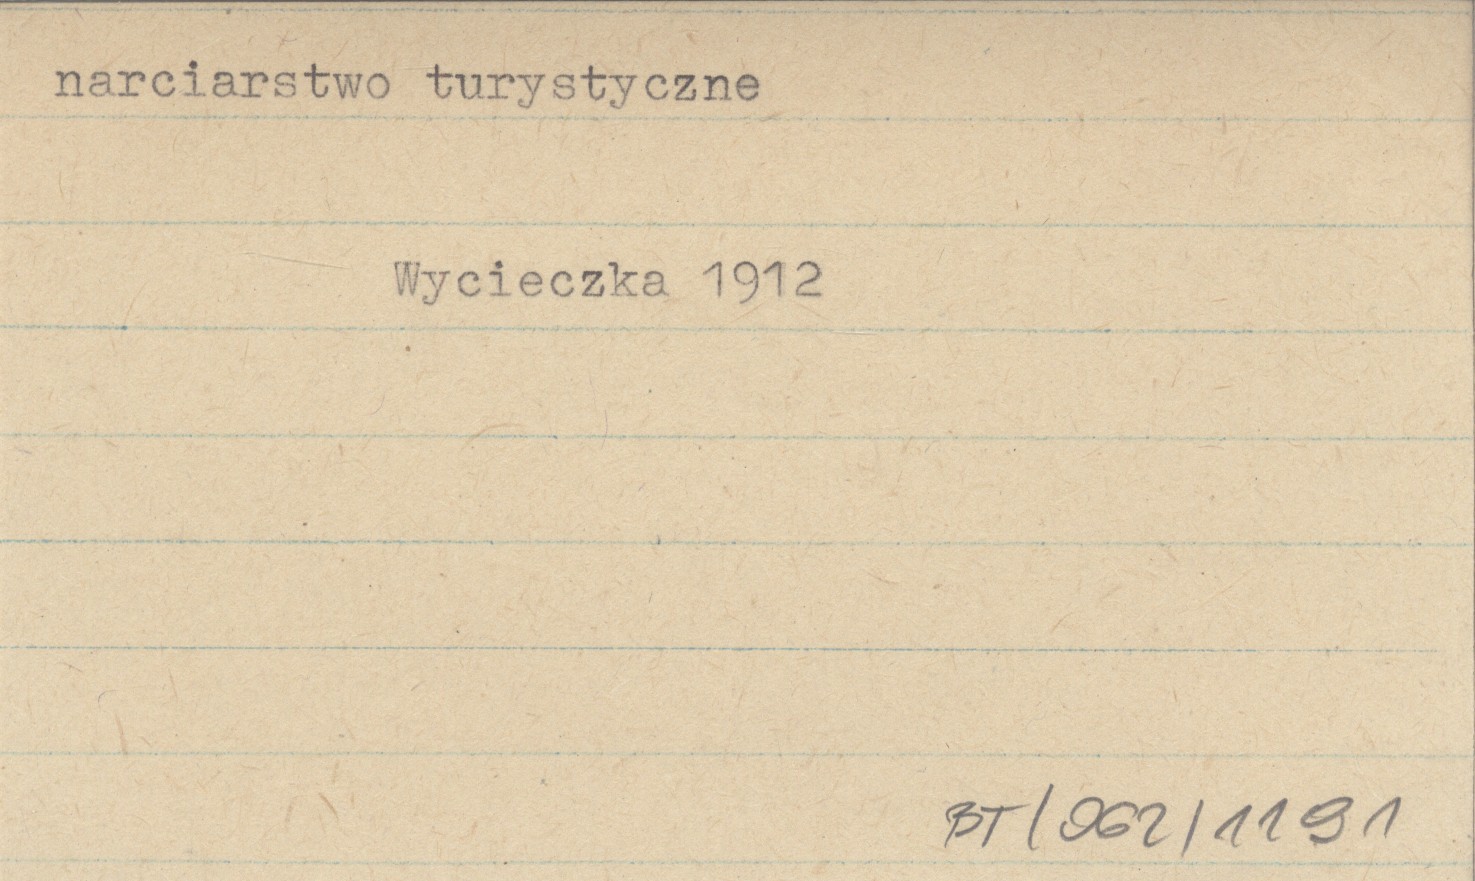 narciarstwo turystyczne
Wycieczka 1912
BT/962/1191